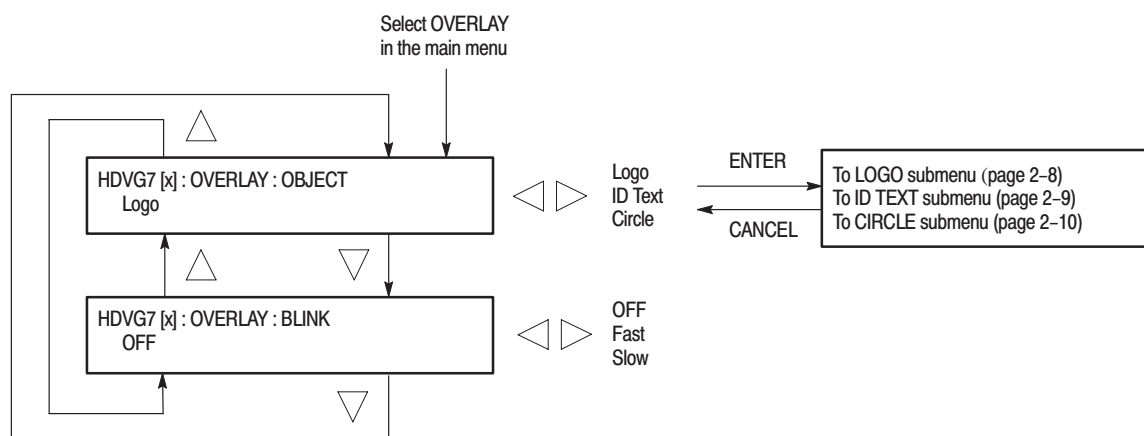 Select OVERLAY
in the main menu
HDVG7 [x] : OVERLAY : OBJECT
Logo
Logo
ID Text
Circle
ENTER
CANCEL
To LOGO submenu (page 2–8)
To ID TEXT submenu (page 2–9)
To CIRCLE submenu (page 2–10)
HDVG7 [x] : OVERLAY : BLINK
OFF
OFF
Fast
Slow